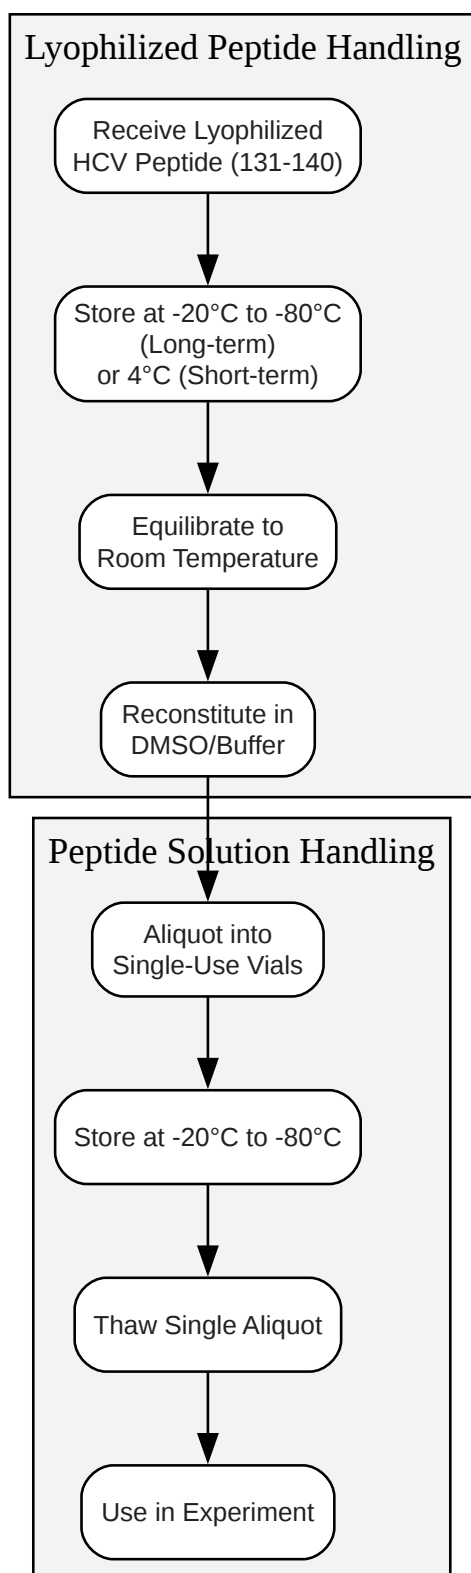 Lyophilized Peptide Handling
Receive Lyophilized
HCV Peptide (131-140)
Store at -20°C to -80°C
(Long-term)
or 4°C (Short-term)
Equilibrate to
Room Temperature
Reconstitute in
DMSO/Buffer
Peptide Solution Handling
Aliquot into
Single-Use Vials
Store at -20°C to -80°C
Thaw Single Aliquot
Use in Experiment